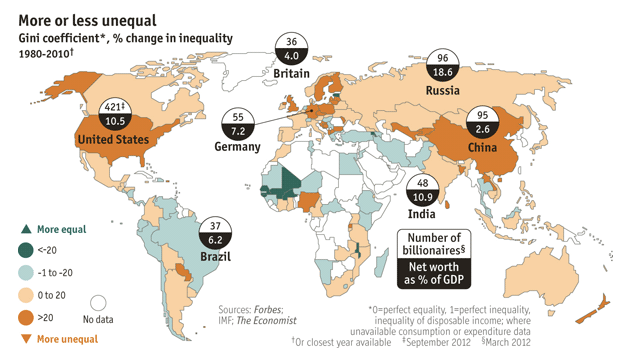 More or less unequal
Gini coefficient*, % change in inequality
1980-2010†
36
4.0
Britain
96
18.6
Russia
421‡
10.5
United States
55
7.2
Germany
95
2.6
China
48
10.9
India
37
6.2
Brazil
▲ More equal
<-20
-1 to -20
0 to 20
>20
▼ More unequal
No data
Number of
billionaires§
Net worth
as % of GDP
Sources: Forbes;
IMF; The Economist
*0=perfect equality, 1=perfect inequality,
inequality of disposable income; where
unavailable consumption or expenditure data
†Or closest year available ‡September 2012 §March 2012